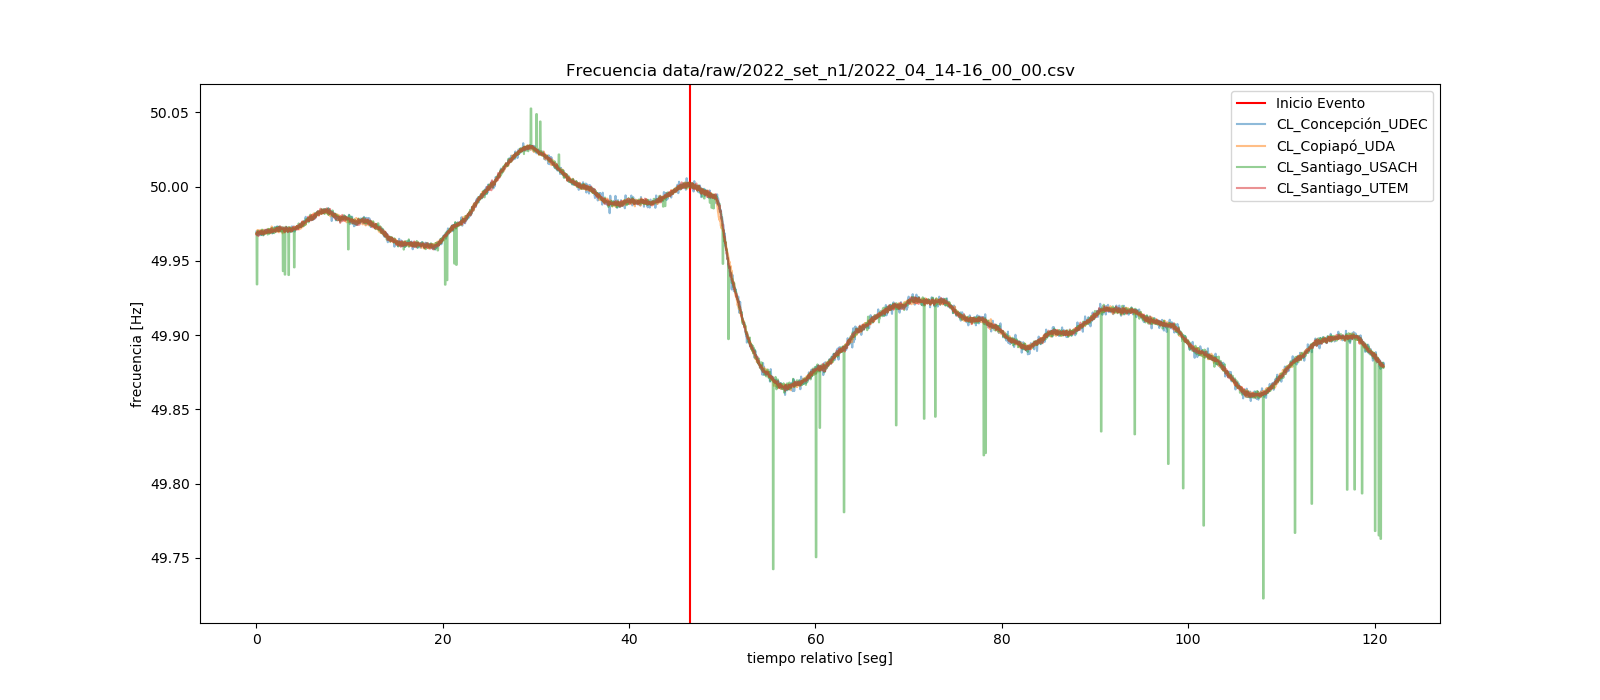 Frecuencia data/raw/2022_set_n1/2022_04_14-16_00_00.csv
Inicio Evento
CL_Concepción_UDEC
CL_Copiapó_UDA
CL_Santiago_USACH
CL_Santiago_UTEM
frecuencia [Hz]
50.05
50.00
49.95
49.90
49.85
49.80
49.75
0 20 40 60 80 100 120
tiempo relativo [seg]